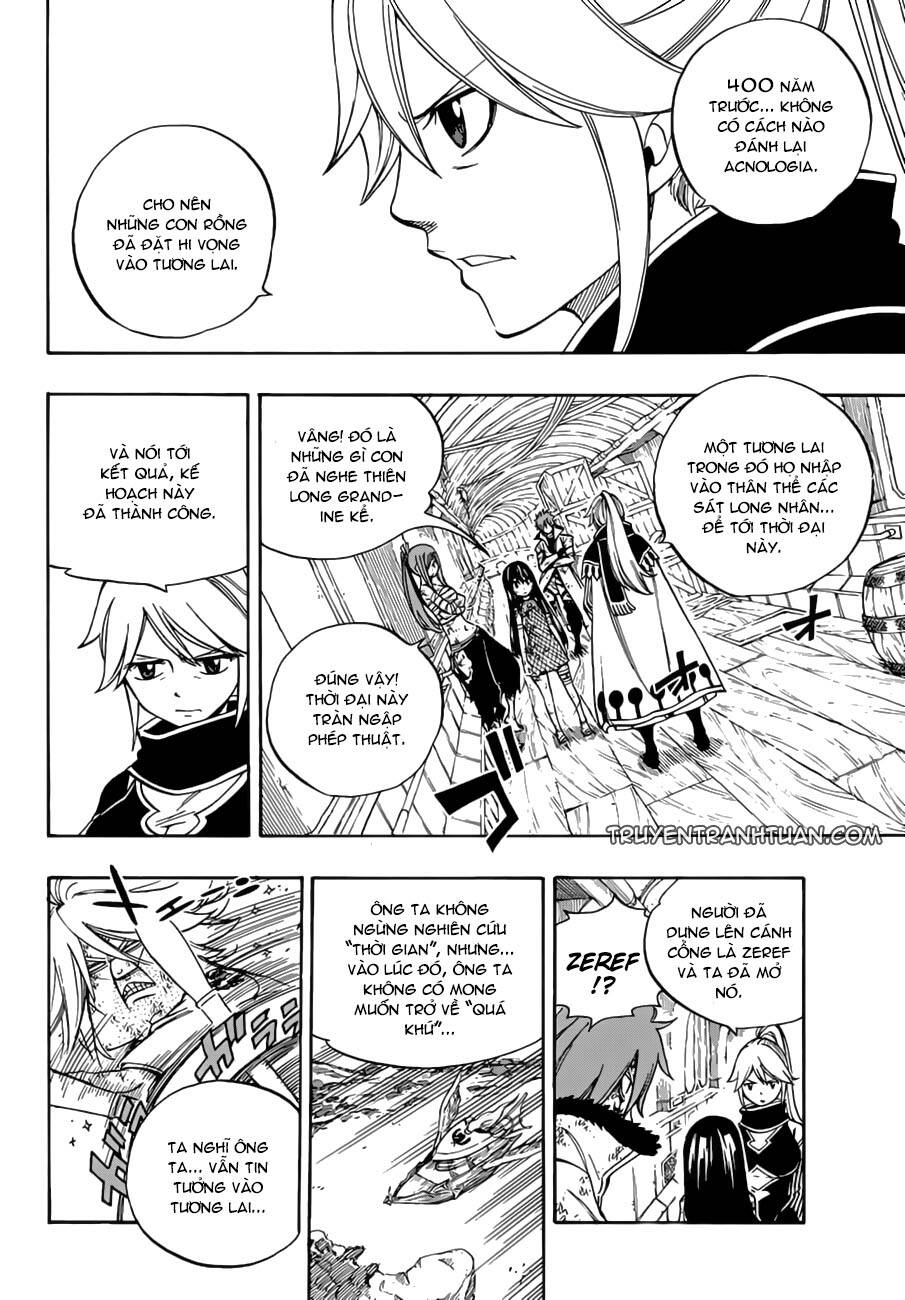 400 NĂM
TRƯỚC... KHÔNG
CÓ CÁCH NÀO
ĐÁNH LẠI
ACNOLOGIA.
CHO NÊN
NHỮNG CON RỒNG
ĐÃ ĐẶT HI VỌNG
VÀO TƯƠNG LAI.
MỘT TƯƠNG LAI
TRONG ĐÓ HỌ NHẬP
VÀO THÂN THỂ CÁC
SÁT LONG NHÂN...
ĐỂ TỚI THỜI ĐẠI
NÀY.
VÂNG! ĐÓ LÀ
NHỮNG GÌ CON
ĐÃ NGHE THIÊN
LONG GRAND-
INE KỂ.
ĐÚNG VẬY!
THỜI ĐẠI NÀY
TRÀN NGẬP
PHÉP THUẬT.
VÀ NÓI TỚI
KẾT QUẢ, KẾ
HOẠCH NÀY
ĐÃ THÀNH CÔNG.
ゴオオ
TRUYENTRANHTUAN.COM
NGƯỜI ĐÃ
DỰNG LÊN CÁNH
CỔNG LÀ ZEREF
VÀ TA ĐÃ MỞ
NÓ.
ZEREF
!?
ÔNG TA KHÔNG
NGỪNG NGHIÊN CỨU
“THỜI GIAN”, NHƯNG...
VÀO LÚC ĐÓ, ÔNG TA
KHÔNG CÓ MONG
MUỐN TRỞ VỀ “QUÁ
KHỨ”...
TA NGHĨ ÔNG
TA... VẪN TIN
TƯỞNG VÀO
TƯƠNG LAI...